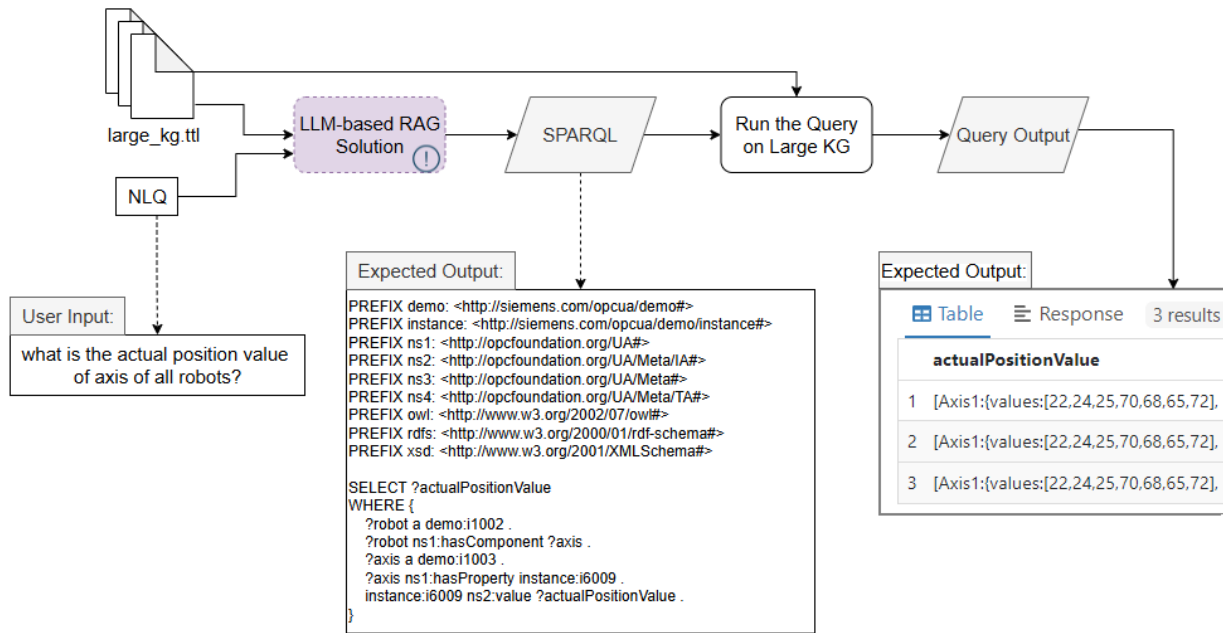 large_kg.ttl
NLQ
LLM-based RAG
Solution
!
SPARQL
Run the Query
on Large KG
Query Output
User Input:
what is the actual position value
of axis of all robots?
Expected Output:
PREFIX demo: <http://siemens.com/opcua/demo#>
PREFIX instance: <http://siemens.com/opcua/demo/instance#>
PREFIX ns1: <http://opcfoundation.org/UA#>
PREFIX ns2: <http://opcfoundation.org/UA/Meta/IA#>
PREFIX ns3: <http://opcfoundation.org/UA/Meta#>
PREFIX ns4: <http://opcfoundation.org/UA/Meta/TA#>
PREFIX owl: <http://www.w3.org/2002/07/owl#>
PREFIX rdfs: <http://www.w3.org/2000/01/rdf-schema#>
PREFIX xsd: <http://www.w3.org/2001/XMLSchema#>
SELECT ?actualPositionValue
WHERE {
?robot a demo:i1002 .
?robot ns1:hasComponent ?axis .
?axis a demo:i1003 .
?axis ns1:hasProperty instance:i6009 .
instance:i6009 ns2:value ?actualPositionValue .
}
Expected Output:
Table Response 3 results
actualPositionValue
1 [Axis1:{values:[22,24,25,70,68,65,72],
2 [Axis1:{values:[22,24,25,70,68,65,72],
3 [Axis1:{values:[22,24,25,70,68,65,72],